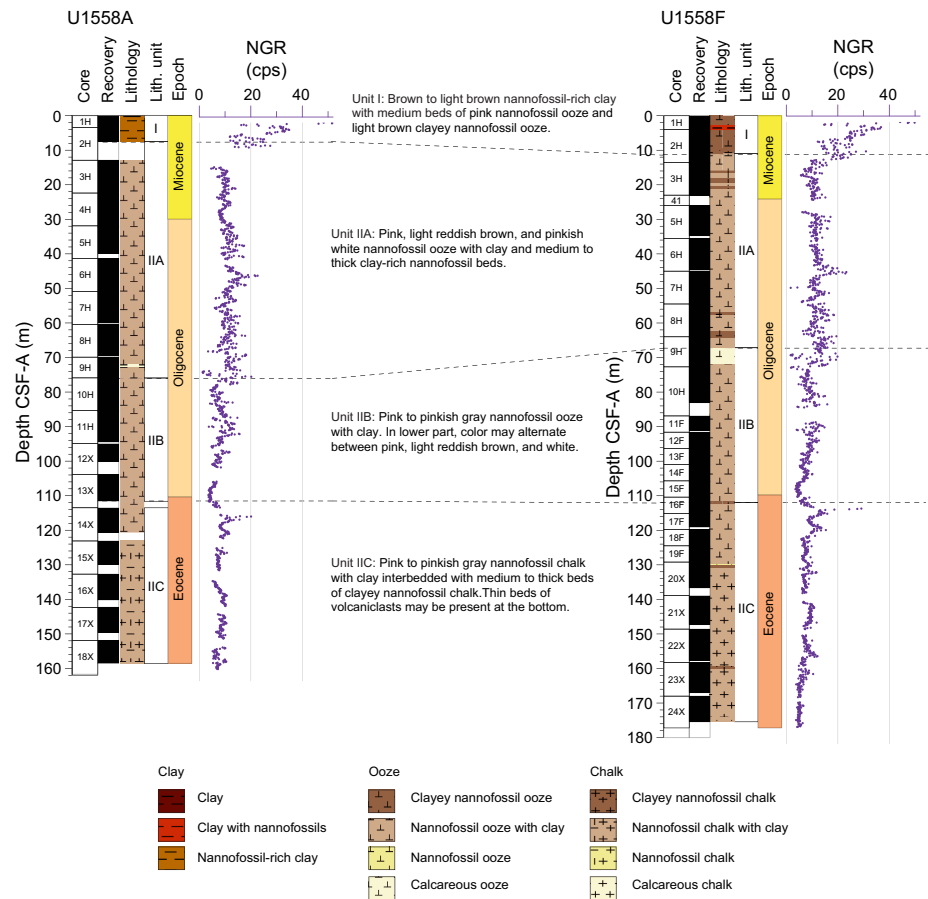 U1558A
U1558F
Core
Recovery
Lithology
Lith. unit
Epoch
NGR
(cps)
0
20
40
Core
Recovery
Lithology
Lith. unit
Epoch
NGR
(cps)
0
20
40
Depth CSF-A (m)
0
10
20
30
40
50
60
70
80
90
100
110
120
130
140
150
160
1H
2H
3H
4H
5H
6H
7H
8H
9H
10H
11H
12X
13X
14X
15X
16X
17X
18X
I
IIA
IIB
IIC
Miocene
Oligocene
Eocene
Unit I: Brown to light brown nannofossil-rich clay
with medium beds of pink nannofossil ooze and
light brown clayey nannofossil ooze.
Unit IIA: Pink, light reddish brown, and pinkish
white nannofossil ooze with clay and medium to
thick clay-rich nannofossil beds.
Unit IIB: Pink to pinkish gray nannofossil ooze
with clay. In lower part, color may alternate
between pink, light reddish brown, and white.
Unit IIC: Pink to pinkish gray nannofossil chalk
with clay interbedded with medium to thick beds
of clayey nannofossil chalk.Thin beds of
volcaniclasts may be present at the bottom.
Depth CSF-A (m)
0
10
20
30
40
50
60
70
80
90
100
110
120
130
140
150
160
170
180
1H
2H
3H
41
5H
6H
7H
8H
9H
10H
11F
12F
13F
14F
15F
16F
17F
18F
19F
20X
21X
22X
23X
24X
I
IIA
IIB
IIC
Miocene
Oligocene
Eocene
Clay
Clay
Clay with nannofossils
Nannofossil-rich clay
Ooze
Clayey nannofossil ooze
Nannofossil ooze with clay
Nannofossil ooze
Calcareous ooze
Chalk
Clayey nannofossil chalk
Nannofossil chalk with clay
Nannofossil chalk
Calcareous chalk